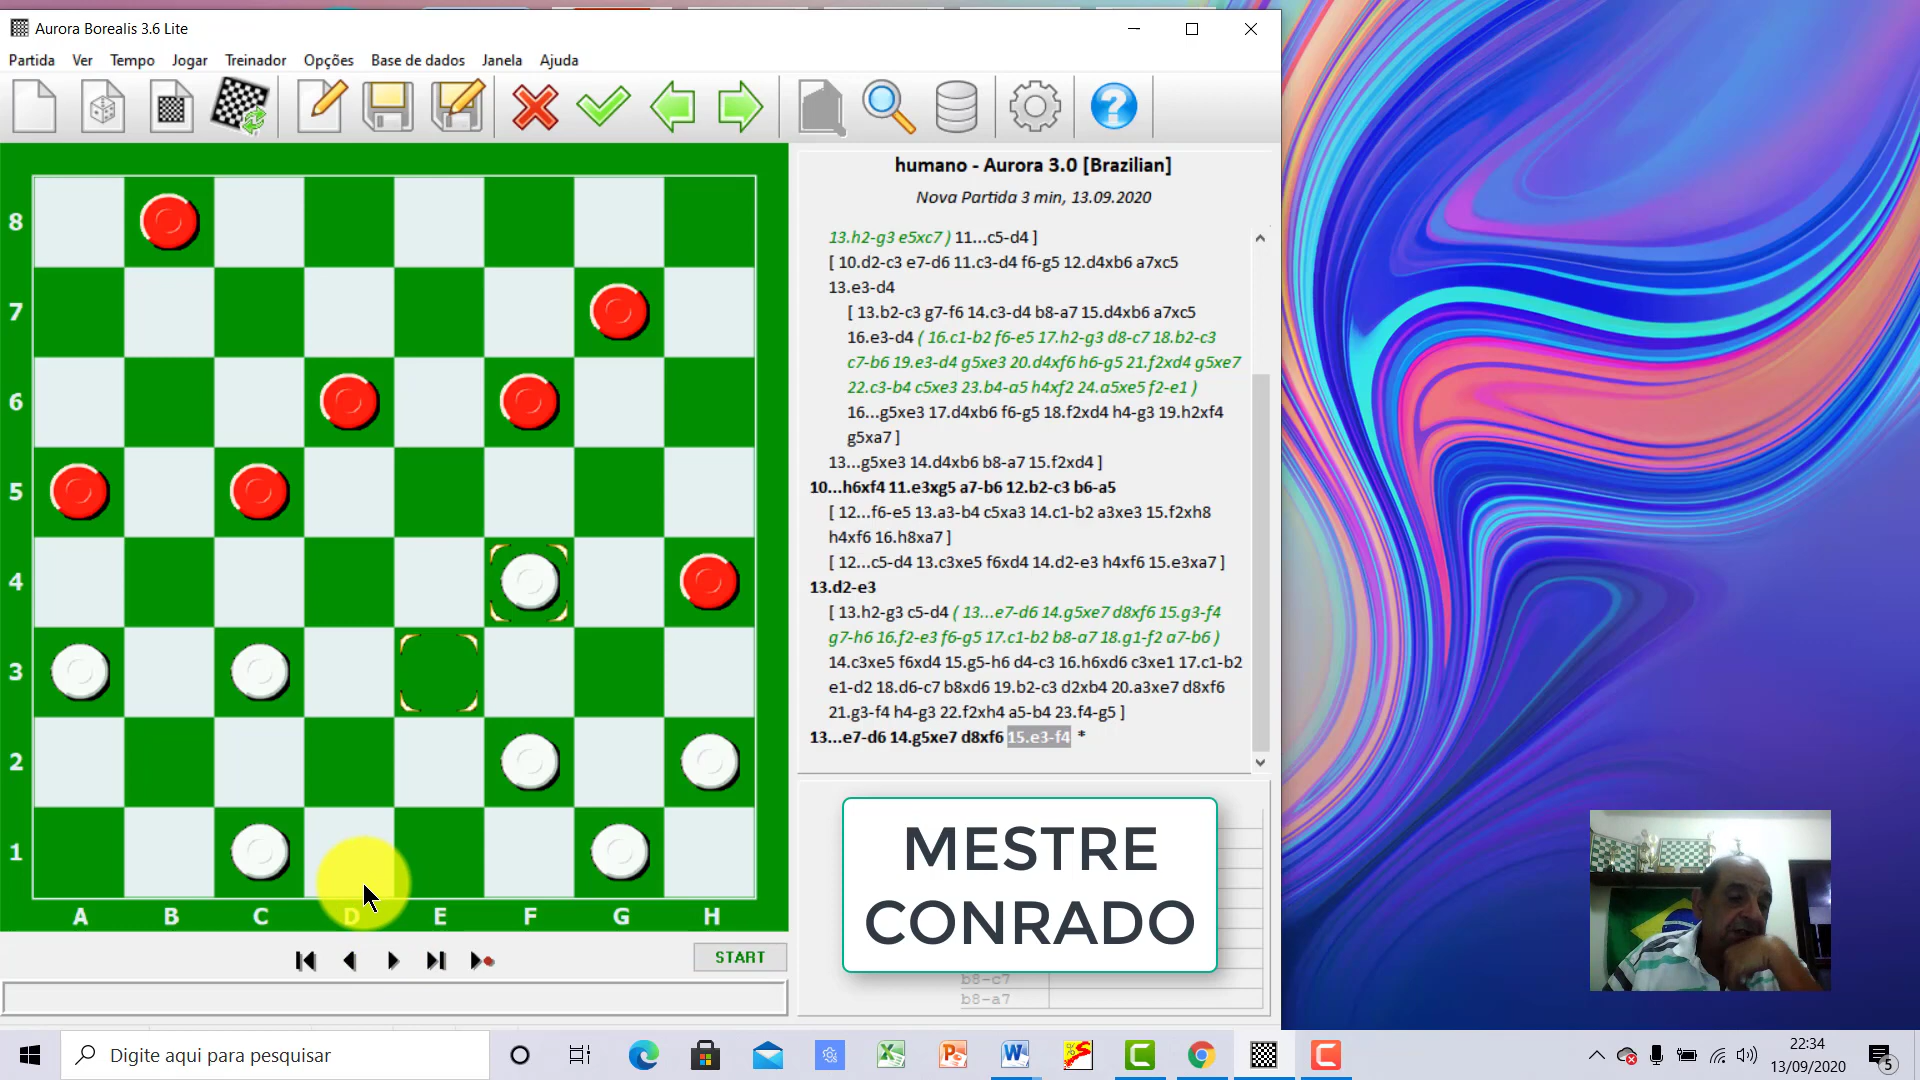 Aurora Borealis 3.6 Lite
Partida Ver Tempo Jogar Treinador Opções Base de dados Janela Ajuda
humano - Aurora 3.0 [Brazilian]
Nova Partida 3 min, 13.09.2020
13.h2-g3 e5xc7 ) 11...c5-d4 ]
[ 10.d2-c3 e7-d6 11.c3-d4 f6-g5 12.d4xb6 a7xc5
13.e3-d4
[ 13.b2-c3 g7-f6 14.c3-d4 b8-a7 15.d4xb6 a7xc5
16.e3-d4 ( 16.c1-b2 f6-e5 17.h2-g3 d8-c7 18.b2-c3
c7-b6 19.e3-d4 g5xe3 20.d4xf6 h6-g5 21.f2xd4 g5xe7
22.c3-b4 c5xe3 23.b4-a5 h4xf2 24.a5xe5 f2-e1 )
16...g5xe3 17.d4xb6 f6-g5 18.f2xd4 h4-g3 19.h2xf4
g5xa7 ]
13...g5xe3 14.d4xb6 b8-a7 15.f2xd4 ]
10...h6xf4 11.e3xg5 a7-b6 12.b2-c3 b6-a5
[ 12...f6-e5 13.a3-b4 c5xa3 14.c1-b2 a3xe3 15.f2xh8
h4xf6 16.h8xa7 ]
[ 12...c5-d4 13.c3xe5 f6xd4 14.d2-e3 h4xf6 15.e3xa7 ]
13.d2-e3
[ 13.h2-g3 c5-d4 ( 13...e7-d6 14.g5xe7 d8xf6 15.g3-f4
g7-h6 16.f2-e3 f6-g5 17.c1-b2 b8-a7 18.g1-f2 a7-b6 )
14.c3xe5 f6xd4 15.g5-h6 d4-c3 16.h6xd6 c3xe1 17.c1-b2
e1-d2 18.d6-c7 b8xd6 19.b2-c3 d2xb4 20.a3xe7 d8xf6
21.g3-f4 h4-g3 22.f2xh4 a5-b4 23.f4-g5 ]
13...e7-d6 14.g5xe7 d8xf6 15.e3-f4 *
8
7
6
5
4
3
2
1
A B C D E F G H
START
MESTRE
CONRADO
b8-c7
b8-a7
Digite aqui para pesquisar
22:34
13/09/2020
5